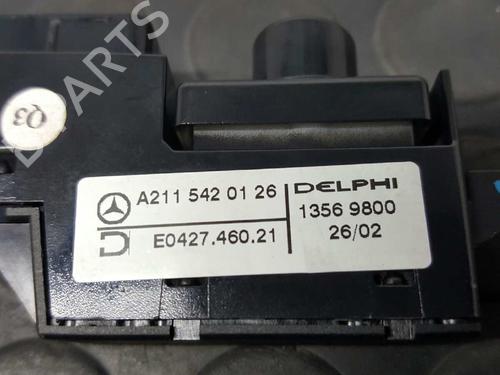 B-PARTS
Q3
A211 542 01 26
DELPHI
1356 9800
E0427.460.21
26/02